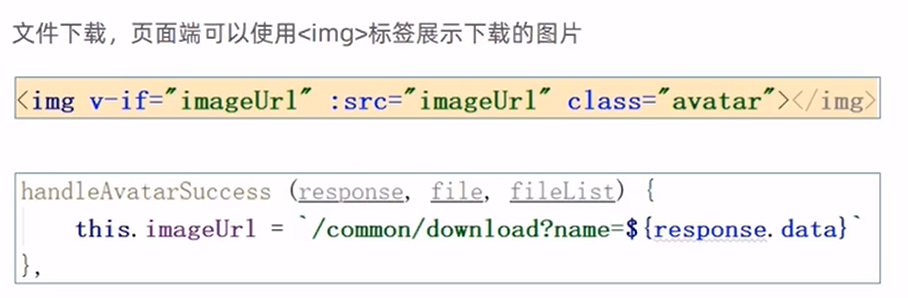 文件下载，页面端可以使用<img>标签展示下载的图片
<img v-if="imageUrl" :src="imageUrl" class="avatar"></img>
handleAvatarSuccess (response, file, fileList) {
this.imageUrl = `/common/download?name=${response.data}`
},